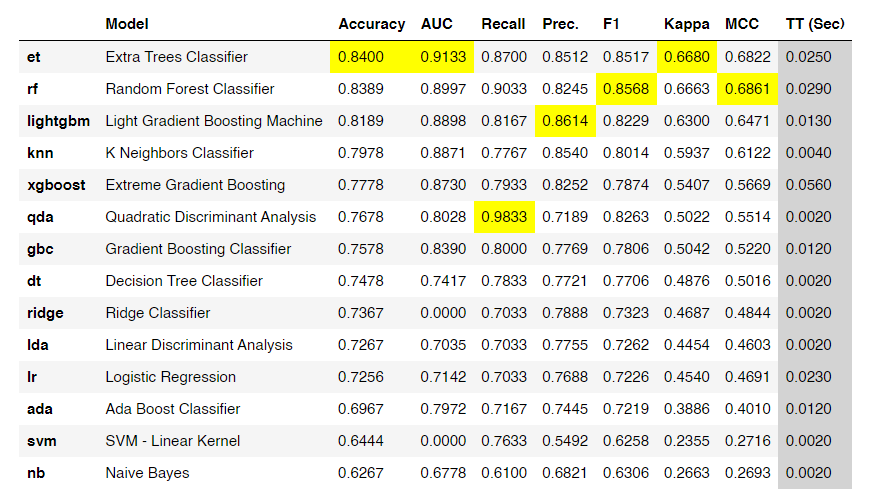 Model Accuracy AUC Recall Prec. F1 Kappa MCC TT (Sec)
et Extra Trees Classifier 0.8400 0.9133 0.8700 0.8512 0.8517 0.6680 0.6822 0.0250
rf Random Forest Classifier 0.8389 0.8997 0.9033 0.8245 0.8568 0.6663 0.6861 0.0290
lightgbm Light Gradient Boosting Machine 0.8189 0.8898 0.8167 0.8614 0.8229 0.6300 0.6471 0.0130
knn K Neighbors Classifier 0.7978 0.8871 0.7767 0.8540 0.8014 0.5937 0.6122 0.0040
xgboost Extreme Gradient Boosting 0.7778 0.8730 0.7933 0.8252 0.7874 0.5407 0.5669 0.0560
qda Quadratic Discriminant Analysis 0.7678 0.8028 0.9833 0.7189 0.8263 0.5022 0.5514 0.0020
gbc Gradient Boosting Classifier 0.7578 0.8390 0.8000 0.7769 0.7806 0.5042 0.5220 0.0120
dt Decision Tree Classifier 0.7478 0.7417 0.7833 0.7721 0.7706 0.4876 0.5016 0.0020
ridge Ridge Classifier 0.7367 0.0000 0.7033 0.7888 0.7323 0.4687 0.4844 0.0020
lda Linear Discriminant Analysis 0.7267 0.7035 0.7033 0.7755 0.7262 0.4454 0.4603 0.0020
lr Logistic Regression 0.7256 0.7142 0.7033 0.7688 0.7226 0.4540 0.4691 0.0230
ada Ada Boost Classifier 0.6967 0.7972 0.7167 0.7445 0.7219 0.3886 0.4010 0.0120
svm SVM - Linear Kernel 0.6444 0.0000 0.7633 0.5492 0.6258 0.2355 0.2716 0.0020
nb Naive Bayes 0.6267 0.6778 0.6100 0.6821 0.6306 0.2663 0.2693 0.0020